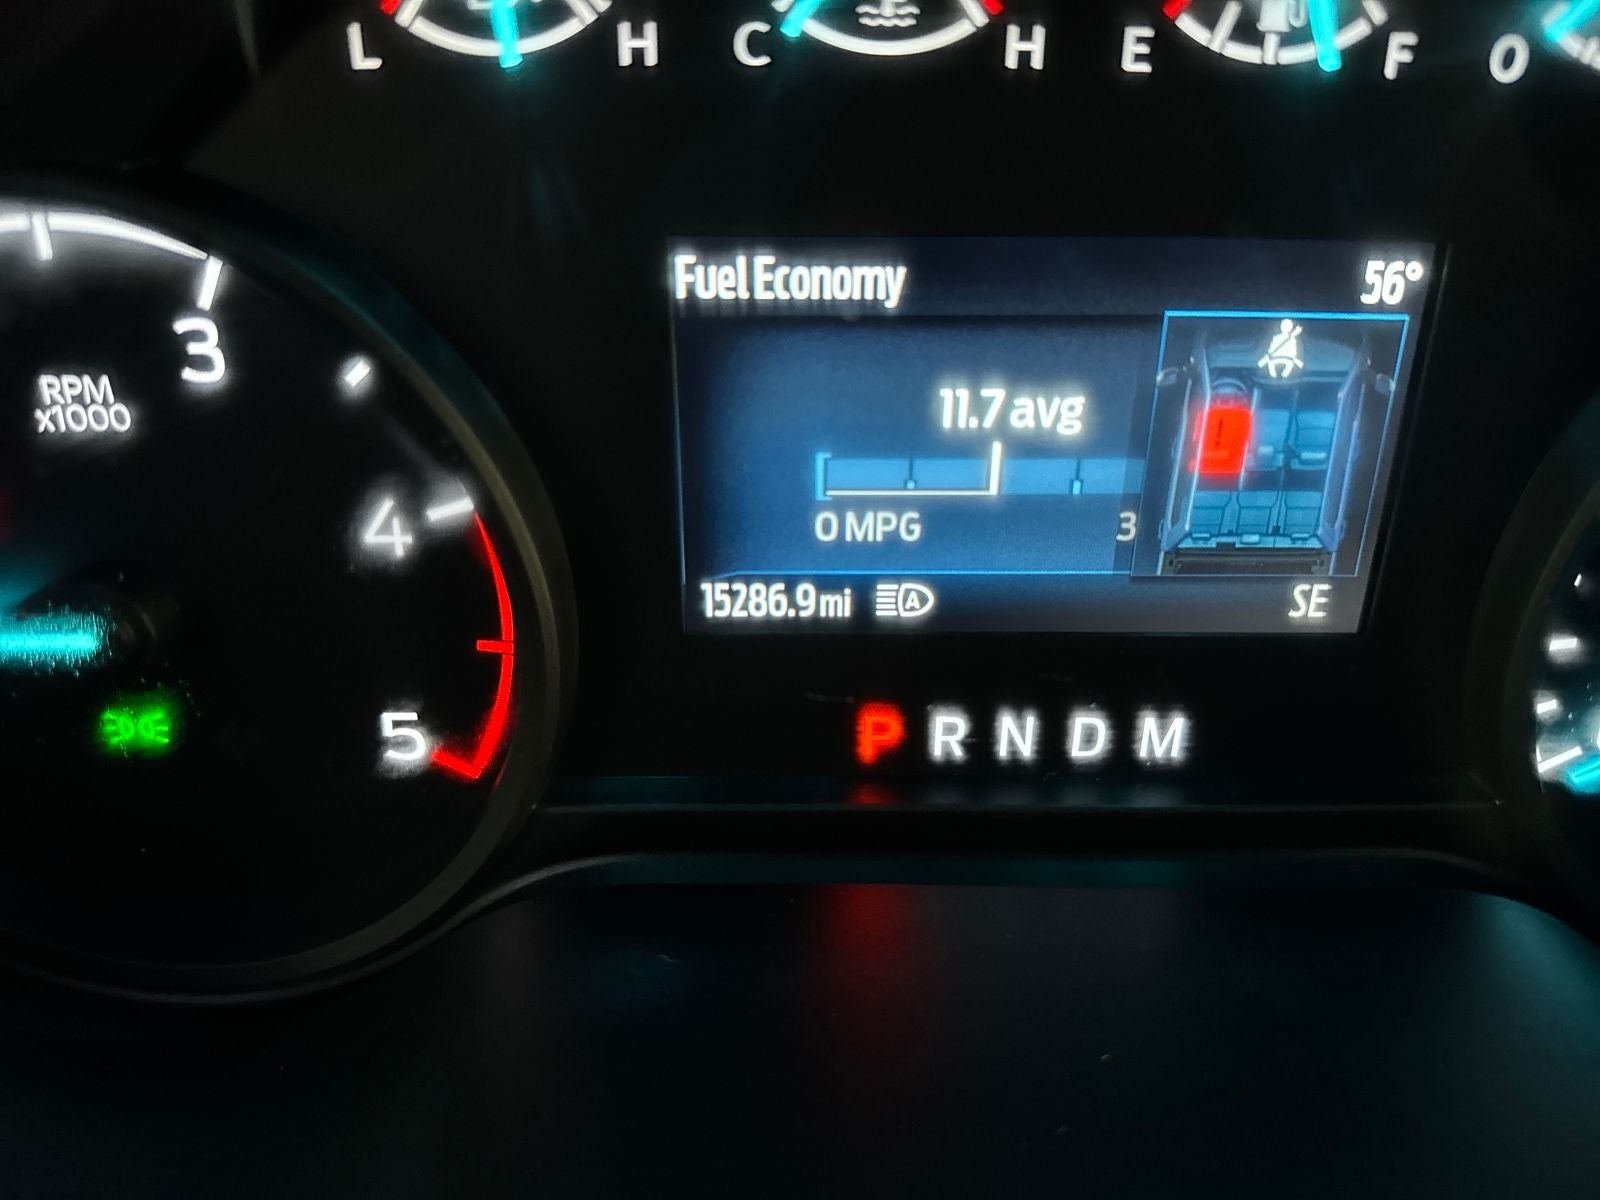 L H C H E F O
Fuel Economy 56°
3
RPM
x1000
11.7 avg
4
0 MPG 3
15286.9 mi A SE
5
P R N D M